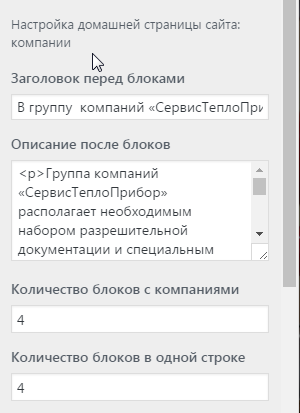 Настройка домашней страницы сайта:
компании
Заголовок перед блоками
В группу  компаний «СервисТеплоПри
Описание после блоков
<p>Группа компаний
«СервисТеплоПрибор»
располагает необходимым
набором разрешительной
документации и специальным
Количество блоков с компаниями
4
Количество блоков в одной строке
4